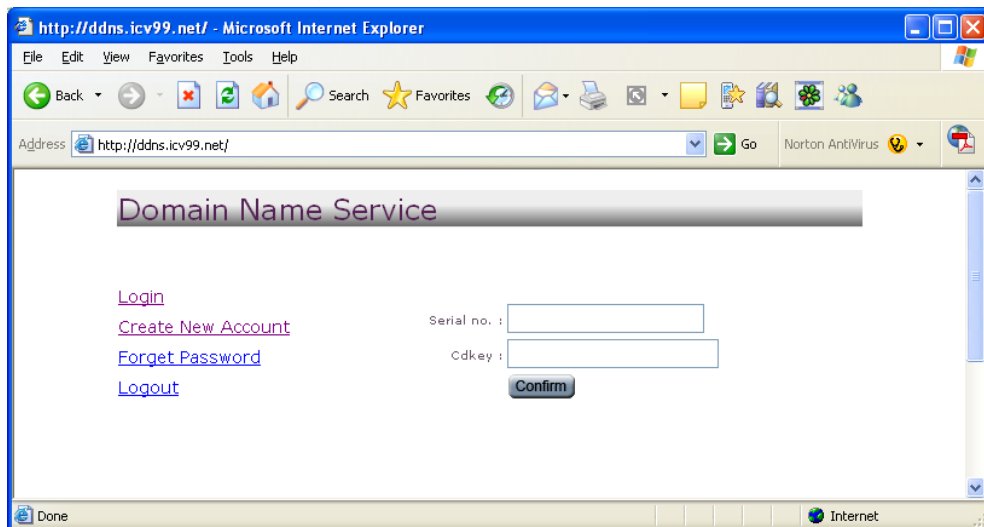 http://ddns.icv99.net/ - Microsoft Internet Explorer
File Edit View Favorites Tools Help
Back Search Favorites
Address http://ddns.icv99.net/ Go Norton AntiVirus
Domain Name Service
Login
Create New Account
Forget Password
Logout
Serial no. :
Cdkey :
Confirm
Done Internet